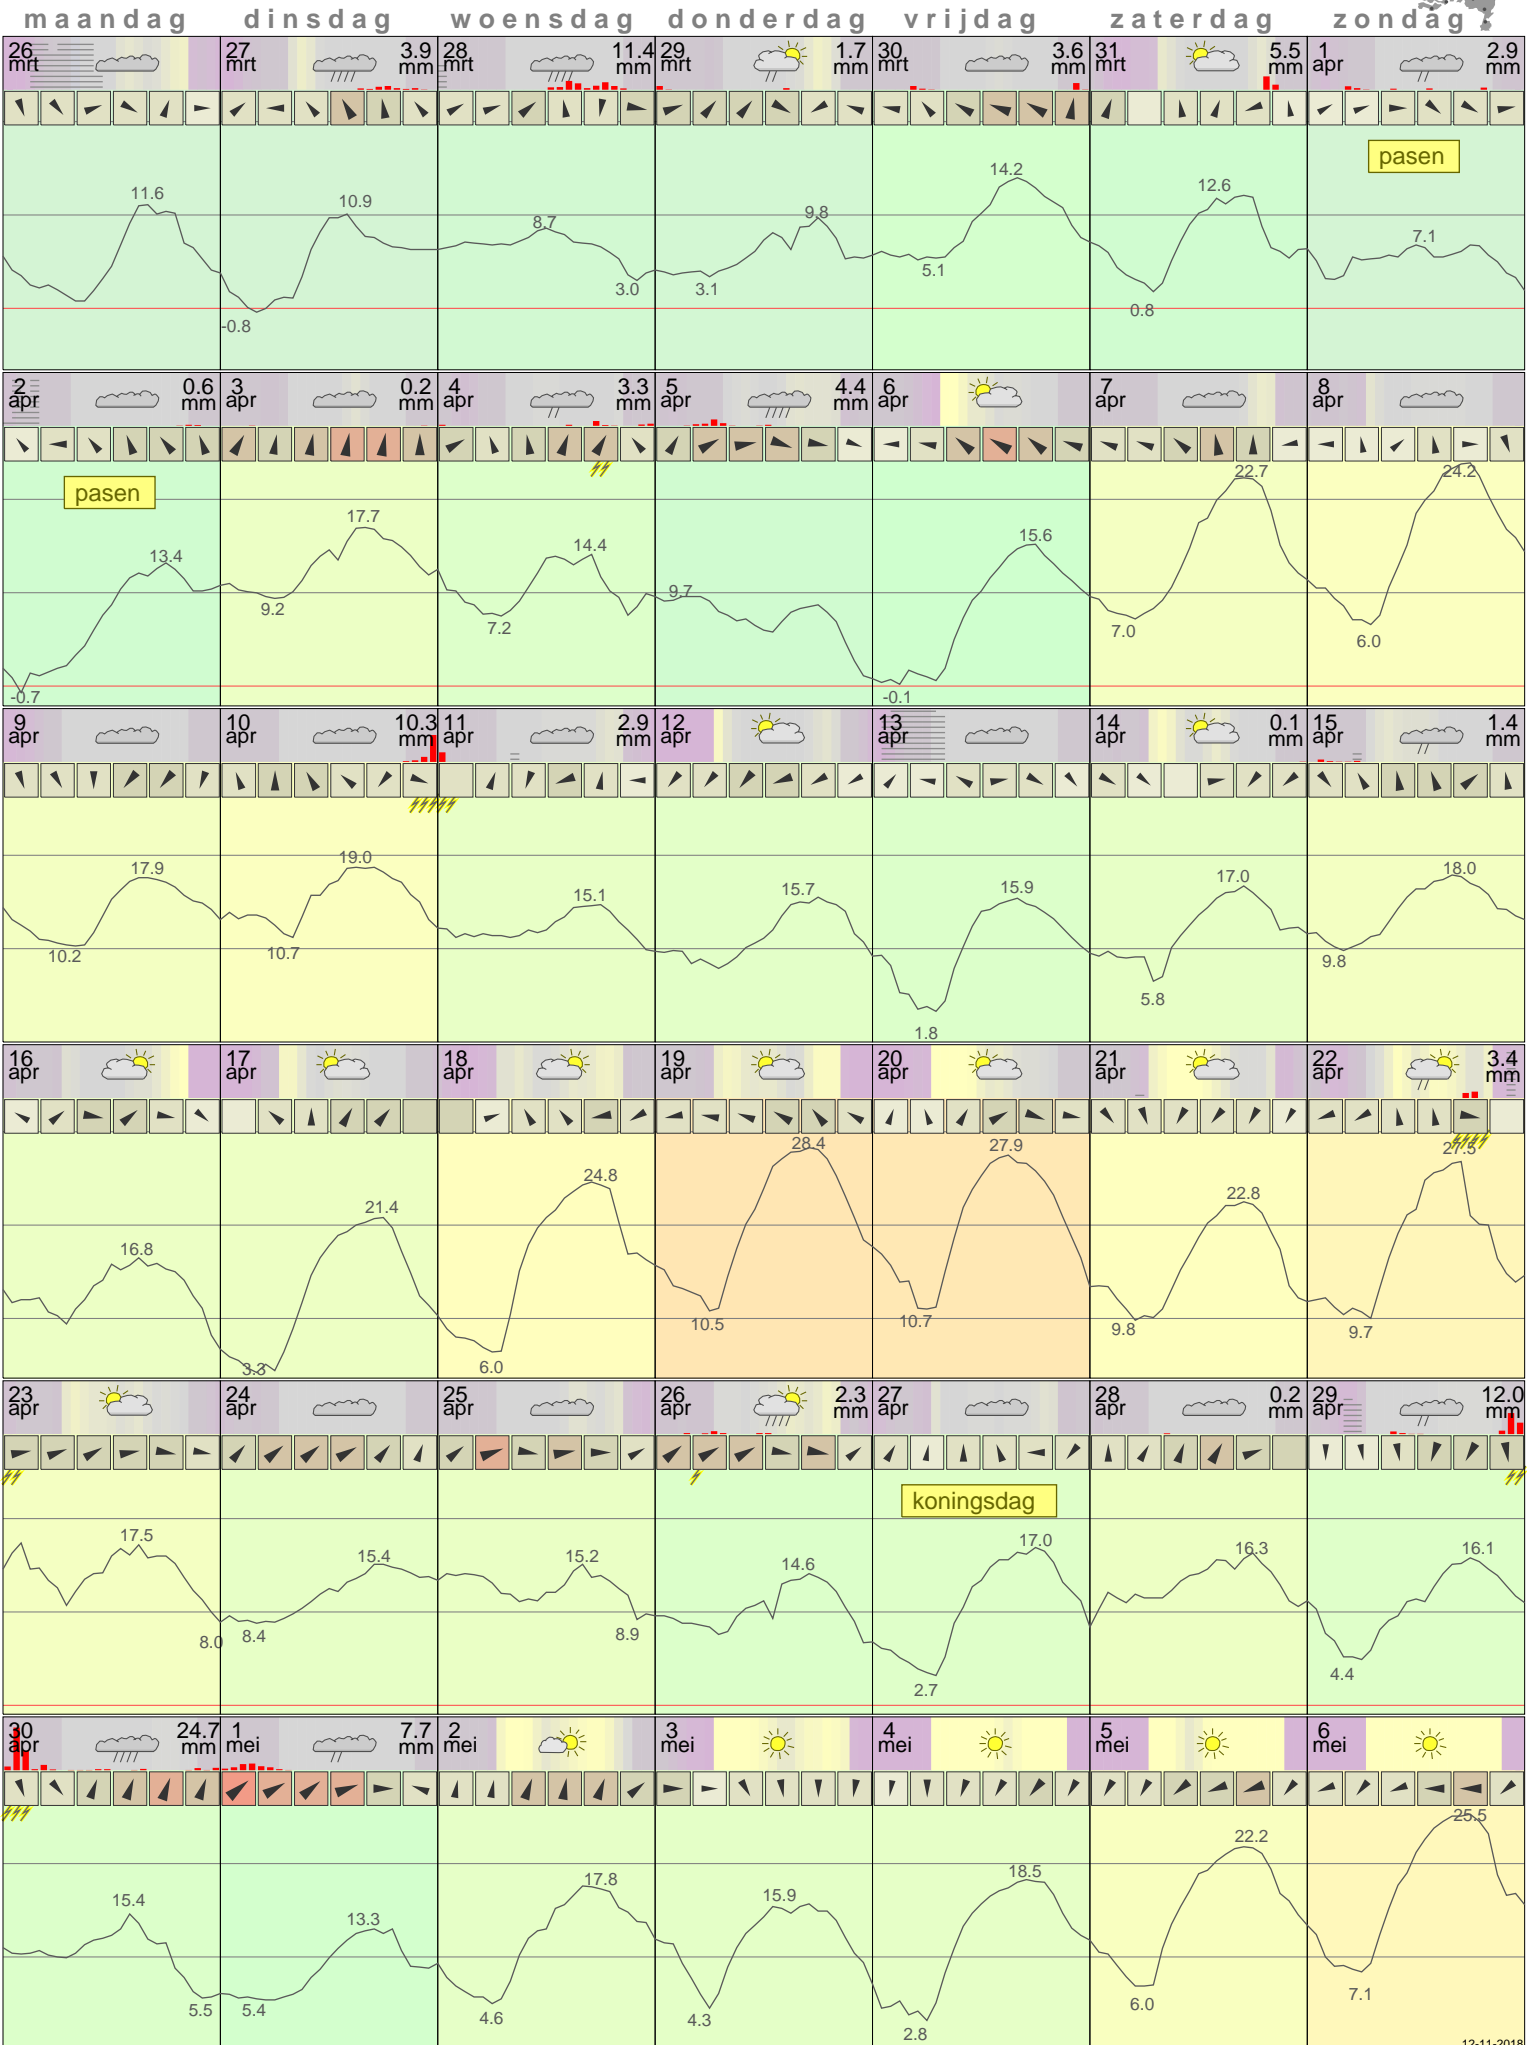 maandag dinsdag woensdag donderdag vrijdag zaterdag zondag
26 27 3.9 28 11.4 29 1.7 30 3.6 31 5.5 1 2.9
mrt mrt mm mrt mm mrt mm mrt mm mrt mm apr mm
pasen
11.6 10.9 8.7 9.8 14.2 12.6 7.1
-0.8 3.0 3.1 5.1 0.8
2 0.6 3 0.2 4 3.3 5 4.4 6 7 8
apr mm apr mm apr mm apr mm apr apr apr
pasen
13.4 17.7 14.4 9.7 15.6 22.7 24.2
-0.7 9.2 7.2 -0.1 7.0 6.0
9 10 10.3 11 2.9 12 13 14 0.1 15 1.4
apr apr mm apr mm apr apr apr mm apr mm
17.9 19.0 15.1 15.7 15.9 17.0 18.0
10.2 10.7 1.8 5.8 9.8
16 17 18 19 20 21 22 3.4
apr apr apr apr apr apr apr mm
16.8 21.4 24.8 28.4 27.9 22.8 27.5
3.3 6.0 10.5 10.7 9.8 9.7
23 24 25 26 2.3 27 28 0.2 29 12.0
apr apr apr apr mm apr apr mm apr mm
koningsdag
17.5 15.4 15.2 14.6 17.0 16.3 16.1
8.0 8.4 8.9 2.7 4.4
30 24.7 1 7.7 2 3 4 5 6
apr mm mei mm mei mei mei mei mei
15.4 13.3 17.8 15.9 18.5 22.2 25.5
5.5 5.4 4.6 4.3 2.8 6.0 7.1
12-11-2018